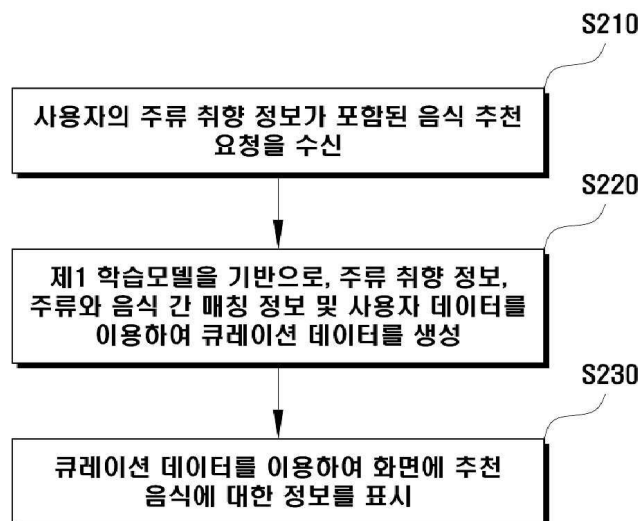 S210
사용자의 주류 취향 정보가 포함된 음식 추천
요청을 수신
S220
제1 학습모델을 기반으로, 주류 취향 정보,
주류와 음식 간 매칭 정보 및 사용자 데이터를
이용하여 큐레이션 데이터를 생성
S230
큐레이션 데이터를 이용하여 화면에 추천
음식에 대한 정보를 표시